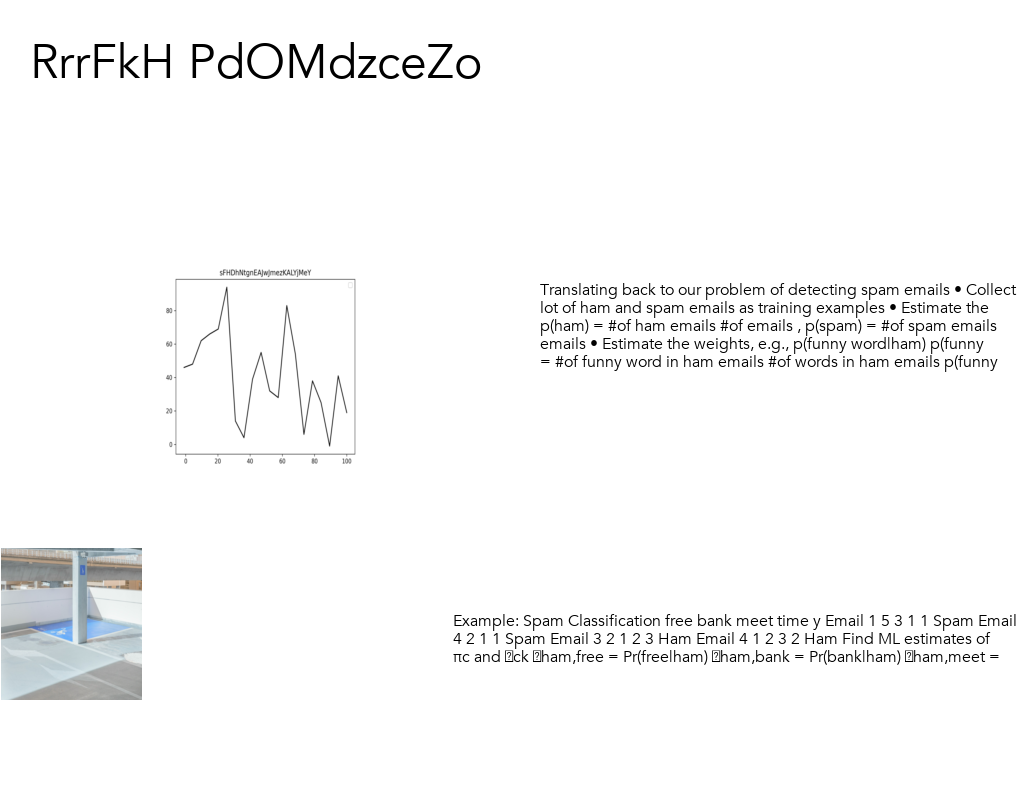 RrrFkH PdOMdzceZo
sFHDhNtgnEAJwjmezKALYjMeY
80
60
40
20
0
0 20 40 60 80 100
Translating back to our problem of detecting spam emails • Collect
lot of ham and spam emails as training examples • Estimate the
p(ham) = #of ham emails #of emails , p(spam) = #of spam emails
emails • Estimate the weights, e.g., p(funny word|ham) p(funny
= #of funny word in ham emails #of words in ham emails p(funny
Example: Spam Classification free bank meet time y Email 1 5 3 1 1 Spam Email
4 2 1 1 Spam Email 3 2 1 2 3 Ham Email 4 1 2 3 2 Ham Find ML estimates of
πc and ck ham,free = Pr(free|ham) ham,bank = Pr(bank|ham) ham,meet =